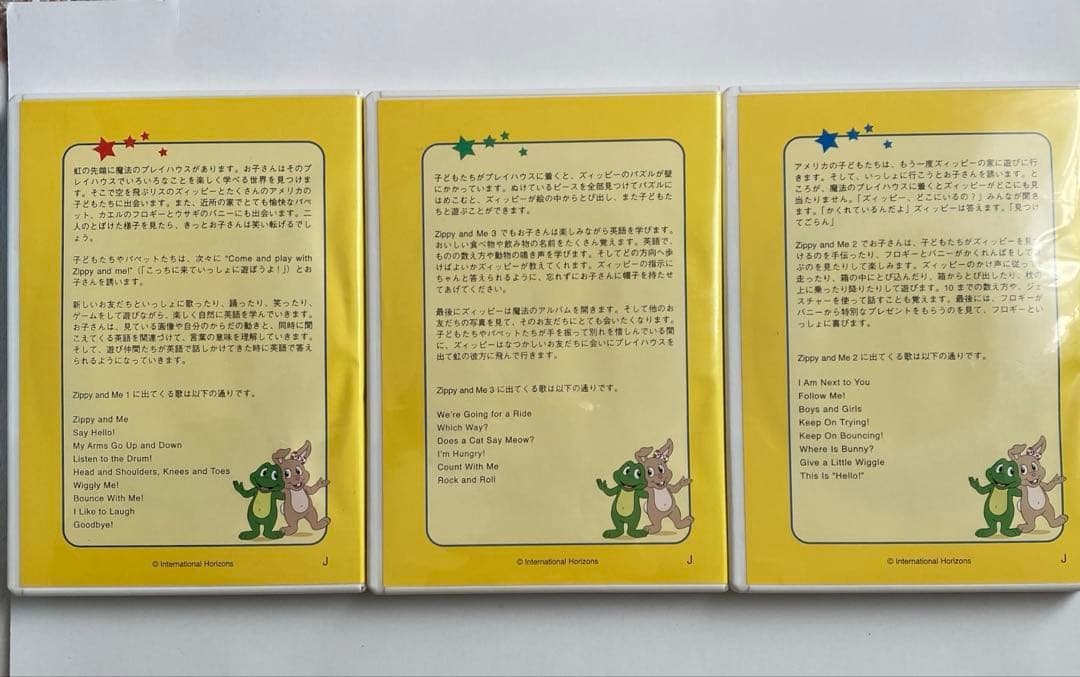 虹の先端に魔法のプレイハウスがあります。お子さんはそのプ
レイハウスでいろいろなことを楽しく学べる世界を見つけま
す。そこで空を飛ぶリスのズィッピーとたくさんのアメリカの
子どもたちに出会います。また、近所の家でとても愉快なパペ
ット、カエルのフロギーとウサギのバニーにも出会います。二
人のとぼけた様子を見たら、きっとお子さんは笑い転げるでし
ょう。
子どもたちやパペットたちは、次々に "Come and play with
Zippy and me!"「「こっちに来ていっしょに遊ぼうよ！」」とお
子さんを誘います。
新しいお友だちといっしょに歌ったり、踊ったり、笑ったり、
ゲームをして遊びながら、楽しく自然に英語を学んでいきます。
お子さんは、見ている画像や自分のからだの動きと、同時に聞
こえてくる英語を関連づけて、言葉の意味を理解していきます。
そして、遊び仲間たちが英語で話しかけてきた時に英語で答え
られるようになっていきます。
Zippy and Me 1 に出てくる歌は以下の通りです。
Zippy and Me
Say Hello!
My Arms Go Up and Down
Listen to the Drum!
Head and Shoulders, Knees and Toes
Wiggly Me!
Bounce With Me!
I Like to Laugh
Goodbye!
© International Horizons
J
子どもたちがプレイハウスに着くと、ズィッピーのパズルが壁
にかかっています。ぬけているピースを全部見つけてパズルに
はめこむと、ズィッピーが絵の中からとび出し、また子どもた
ちと遊ぶことができます。
Zippy and Me 3 でもお子さんは楽しみながら英語を学びます。
おいしい食べ物や飲み物の名前をたくさん覚えます。英語で、
ものの数え方や動物の鳴き声を学びます。そしてどの方向へ歩
けばよいかズィッピーが教えてくれます。ズィッピーの指示に
ちゃんと答えられるように、忘れずにお子さんに帽子を持たせ
てあげてください。
最後にズィッピーは魔法のアルバムを開きます。そして他のお
友だちの写真を見て、そのお友だちにとても会いたくなります。
子どもたちやパペットたちが手を振って別れを惜しんでいる間
に、ズィッピーはなつかしいお友だちに会いにプレイハウスを
出て虹の彼方に飛んで行きます。
Zippy and Me 3 に出てくる歌は以下の通りです。
We're Going for a Ride
Which Way?
Does a Cat Say Meow?
I'm Hungry!
Count With Me
Rock and Roll
© International Horizons
J
アメリカの子どもたちは、もう一度ズィッピーの家に遊びに行
きます。そして、いっしょに行こうとお子さんを誘います。と
ころが、魔法のプレイハウスに着くとズィッピーがどこにも見
当たりません。「ズィッピー、どこにいるの？」みんなが聞き
ます。「かくれているんだよ」ズィッピーは答えます。「見つけ
てごらん」
Zippy and Me 2 でお子さんは、子どもたちがズィッピーを見つ
けるのを手伝ったり、フロギーとバニーがかくれんぼをして遊
ぶのを見たりして楽しみます。ズィッピーのかけ声に従って
走ったり、箱の中にとび込んだり、箱からとび出したり、枕の
上に乗ったり降りたりして遊びます。10 までの数え方や、ジェ
スチャーを使って話すことも覚えます。最後には、フロギーが
バニーから特別なプレゼントをもらうのを見て、フロギーとい
っしょに喜びます。
Zippy and Me 2 に出てくる歌は以下の通りです。
I Am Next to You
Follow Me!
Boys and Girls
Keep On Trying!
Keep On Bouncing!
Where Is Bunny?
Give a Little Wiggle
This Is "Hello!"
© International Horizons
J